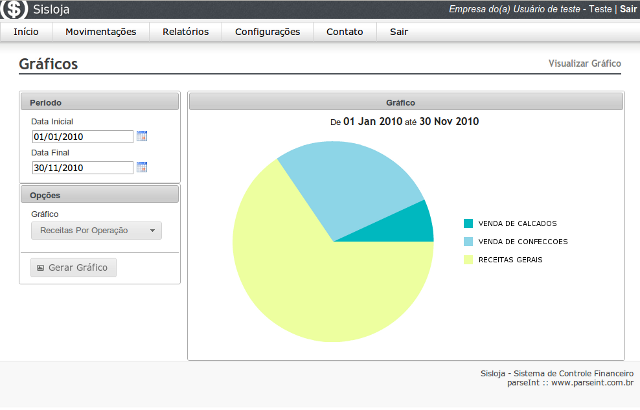 Sisloja
Empresa do(a) Usuário de teste - Teste | Sair
Início Movimentações Relatórios Configurações Contato Sair
Gráficos
Visualizar Gráfico
Período
Data Inicial
01/01/2010
Data Final
30/11/2010
Opções
Gráfico
Receitas Por Operação
Gerar Gráfico
Gráfico
De 01 Jan 2010 até 30 Nov 2010
VENDA DE CALCADOS
VENDA DE CONFECCOES
RECEITAS GERAIS
Sisloja - Sistema de Controle Financeiro
parseInt :: www.parseint.com.br